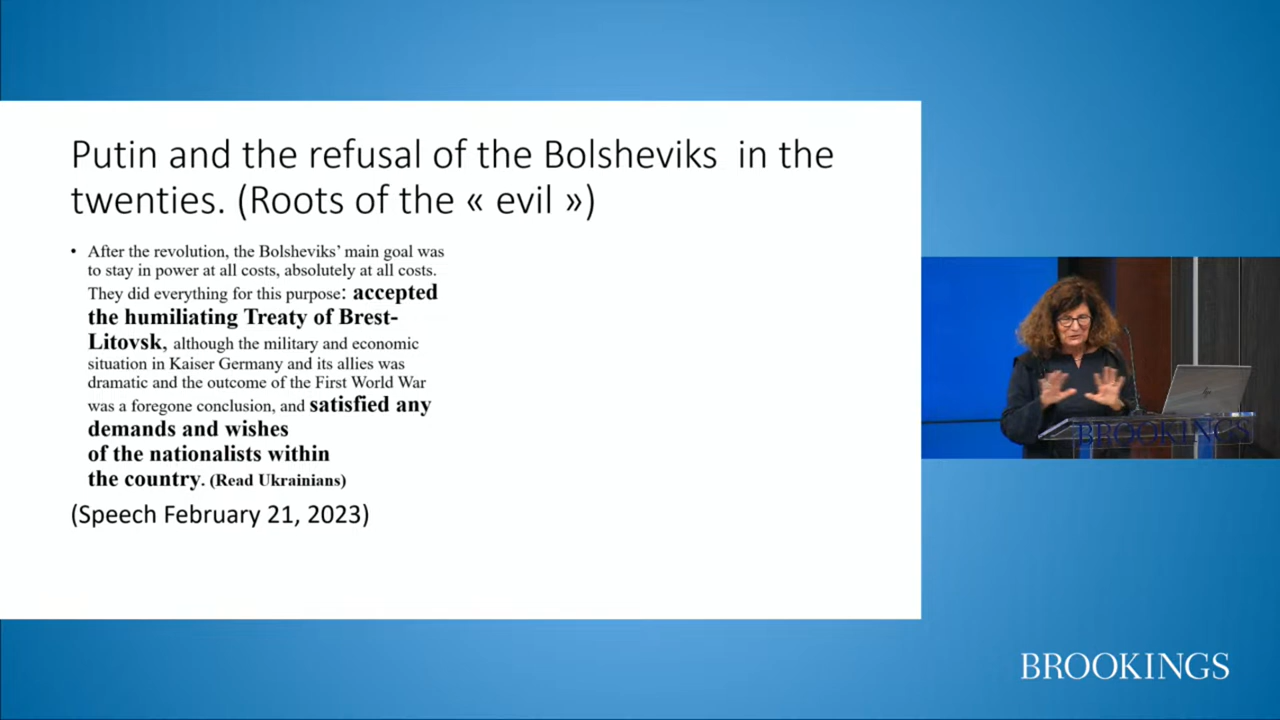 Putin and the refusal of the Bolsheviks in the
twenties. (Roots of the « evil »)
• After the revolution, the Bolsheviks’ main goal was
to stay in power at all costs, absolutely at all costs.
They did everything for this purpose: accepted
the humiliating Treaty of Brest-
Litovsk, although the military and economic
situation in Kaiser Germany and its allies was
dramatic and the outcome of the First World War
was a foregone conclusion, and satisfied any
demands and wishes
of the nationalists within
the country. (Read Ukrainians)
(Speech February 21, 2023)
BROOKINGS
BROOKINGS